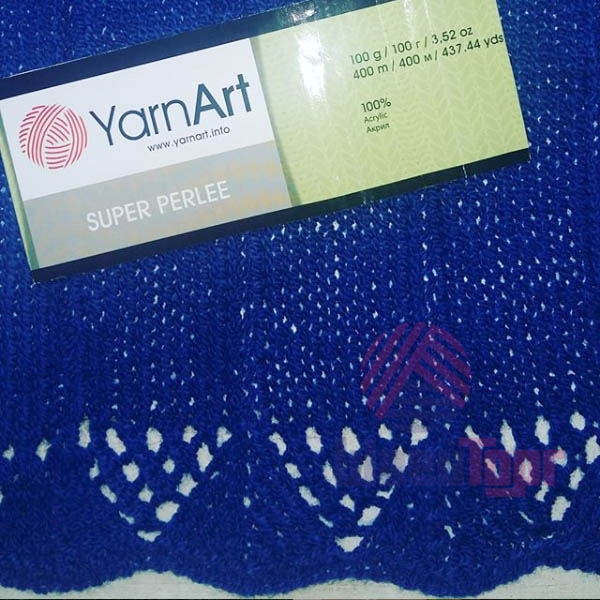 YarnArt
www.yarnart.info
SUPER PERLEE
100 g / 100 г / 3,52 oz
400 m / 400 м / 437.44 yds
100%
Acrylic
Акрил